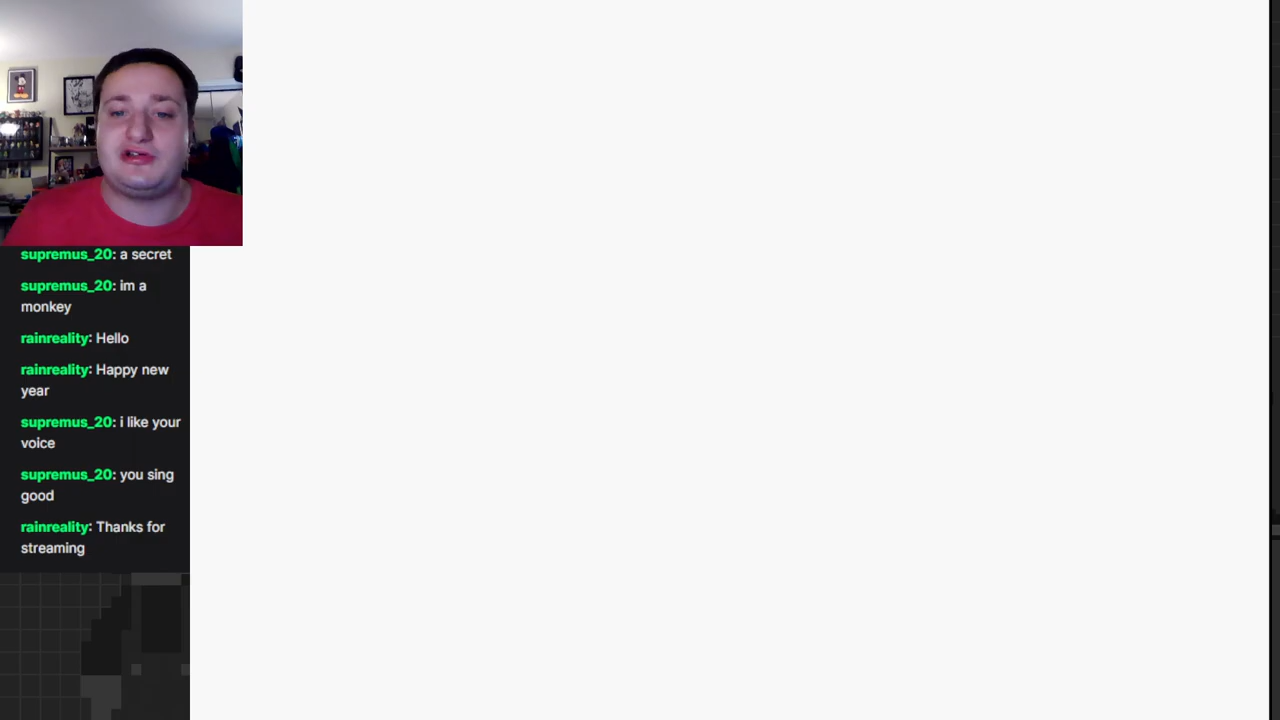 supremus_20: a secret
supremus_20: im a
monkey
rainreality: Hello
rainreality: Happy new
year
supremus_20: i like your
voice
supremus_20: you sing
good
rainreality: Thanks for
streaming